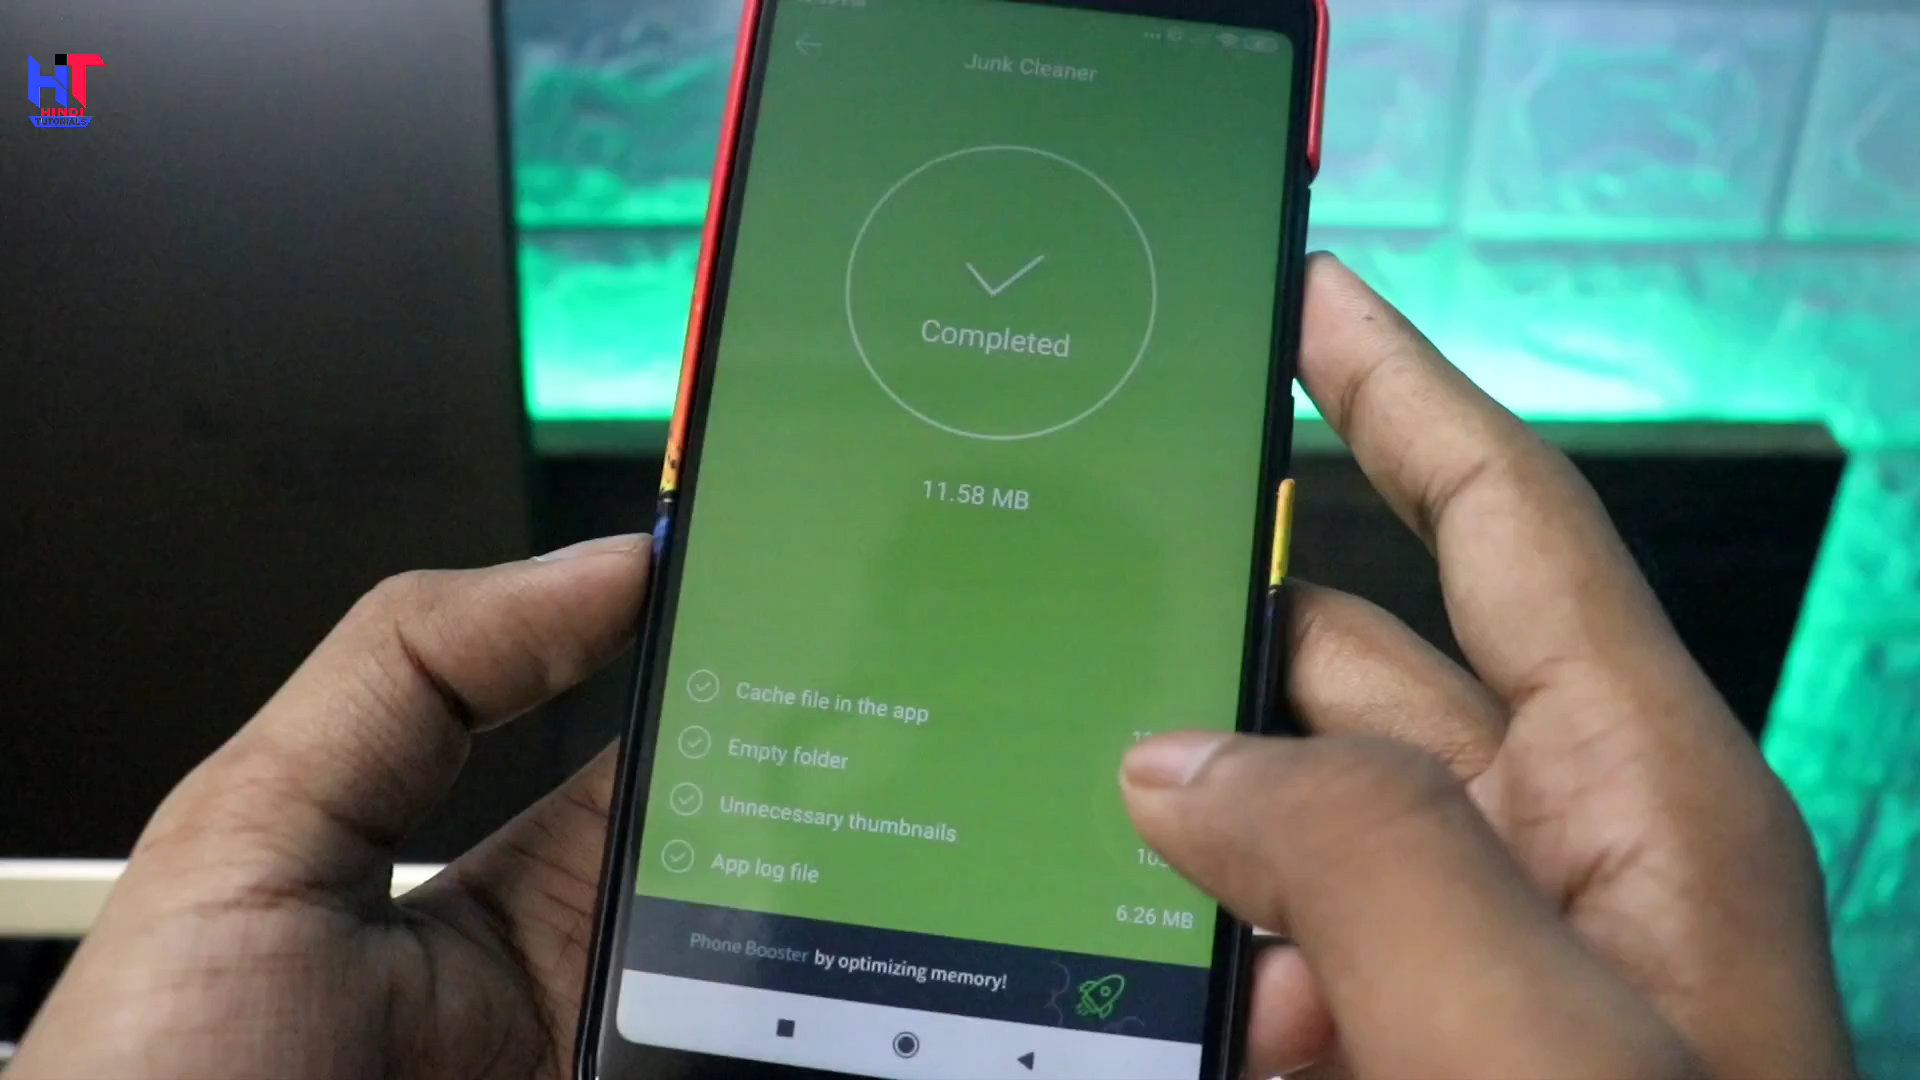 HT
HINDI
TUTORIALS
Junk Cleaner
Completed
11.58 MB
Cache file in the app
Empty folder
Unnecessary thumbnails
App log file
6.26 MB
Phone Booster by optimizing memory!